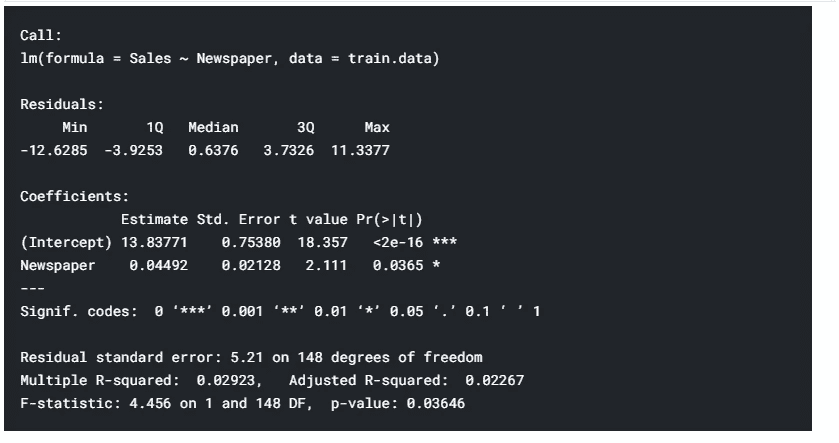 Call:
lm(formula = Sales ~ Newspaper, data = train.data)
Residuals:
Min 1Q Median 3Q Max
-12.6285 -3.9253 0.6376 3.7326 11.3377
Coefficients:
Estimate Std. Error t value Pr(>|t|)
(Intercept) 13.83771 0.75380 18.357 <2e-16 ***
Newspaper 0.04492 0.02128 2.111 0.0365 *
---
Signif. codes: 0 ‘***’ 0.001 ‘**’ 0.01 ‘*’ 0.05 ‘.’ 0.1 ‘ ’ 1
Residual standard error: 5.21 on 148 degrees of freedom
Multiple R-squared: 0.02923, Adjusted R-squared: 0.02267
F-statistic: 4.456 on 1 and 148 DF, p-value: 0.03646